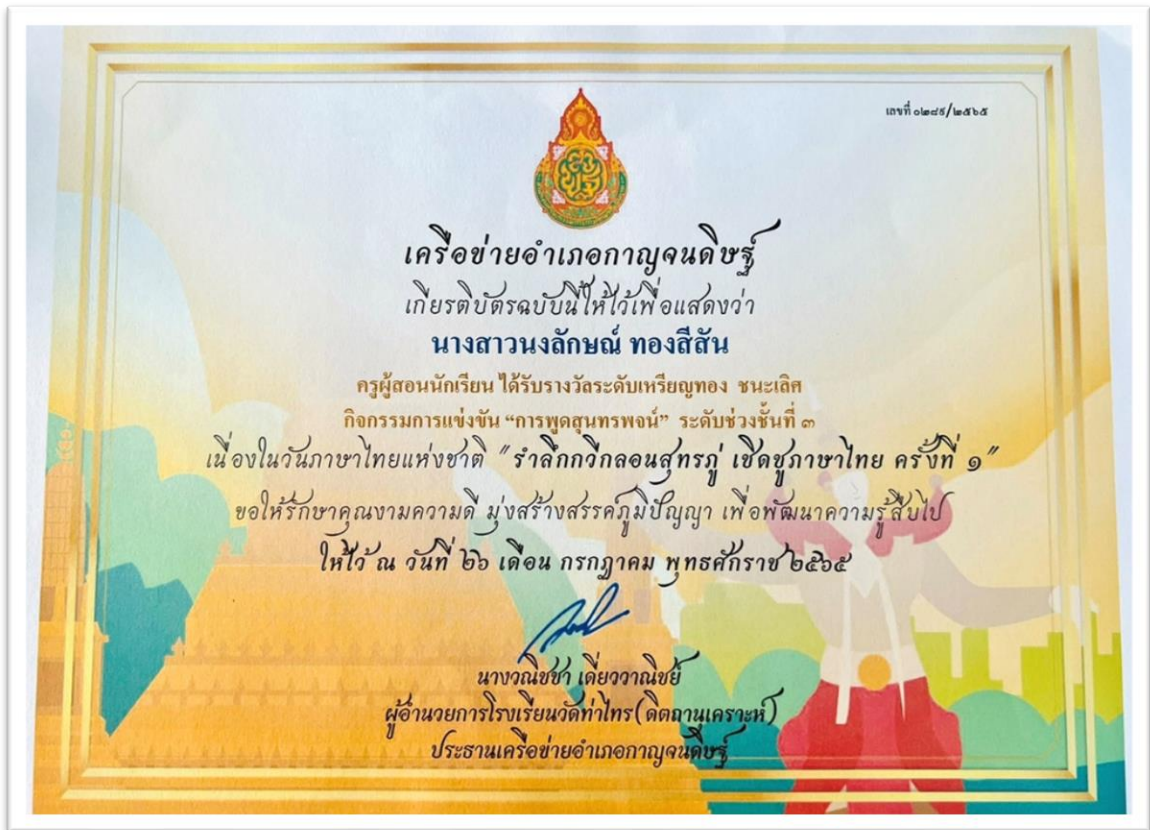 เลขที่ ๐๒๘๙/๒๕๖๕
เครือข่ายอำเภอกาญจนดิษฐ์
เกียรติบัตรฉบับนี้ให้ไว้เพื่อแสดงว่า
นางสาวนงลักษณ์ ทองสีสัน
ครูผู้สอนนักเรียน ได้รับรางวัลระดับเหรียญทอง ชนะเลิศ
กิจกรรมการแข่งขัน “การพูดสุนทรพจน์” ระดับช่วงชั้นที่ ๓
เนื่องในวันภาษาไทยแห่งชาติ "รำลึกกวีกลอนสุทรภู่ เชิดชูภาษาไทย ครั้งที่ ๑"
ขอให้รักษาคุณงามความดี มุ่งสร้างสรรค์ภูมิปัญญา เพื่อพัฒนาความรู้สืบไป
ให้ไว้ ณ วันที่ ๒๖ เดือน กรกฎาคม พุทธศักราช ๒๕๖๕
นางวณิชชา เดี่ยววาณิชย์
ผู้อำนวยการโรงเรียนวัดท่าไทร(ดิตถานุเคราะห์)
ประธานเครือข่ายอำเภอกาญจนดิษฐ์